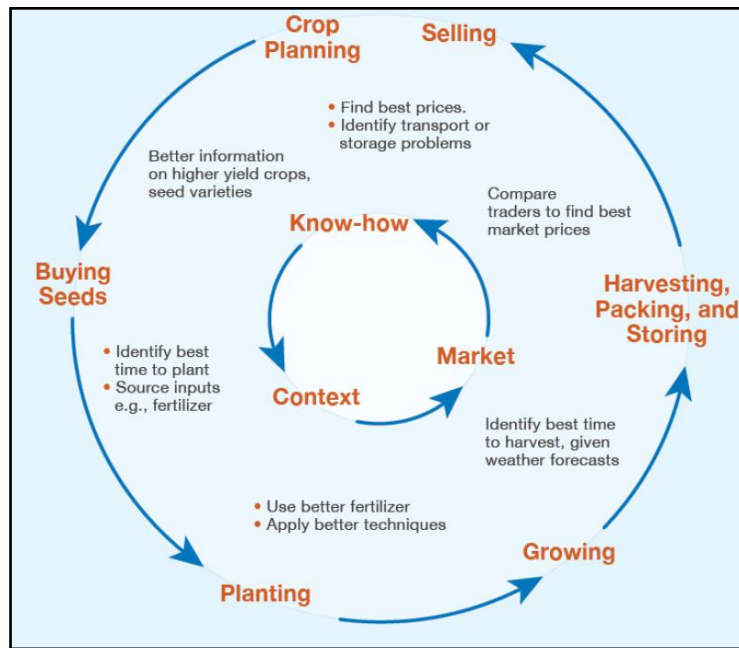 Crop
Planning
Selling
• Find best prices.
• Identify transport or
storage problems
Better information
on higher yield crops,
seed varieties
Compare
traders to find best
market prices
Know-how
Buying
Seeds
Harvesting,
Packing, and
Storing
• Identify best
time to plant
• Source inputs
e.g., fertilizer
Market
Context
Identify best time
to harvest, given
weather forecasts
• Use better fertilizer
• Apply better techniques
Growing
Planting